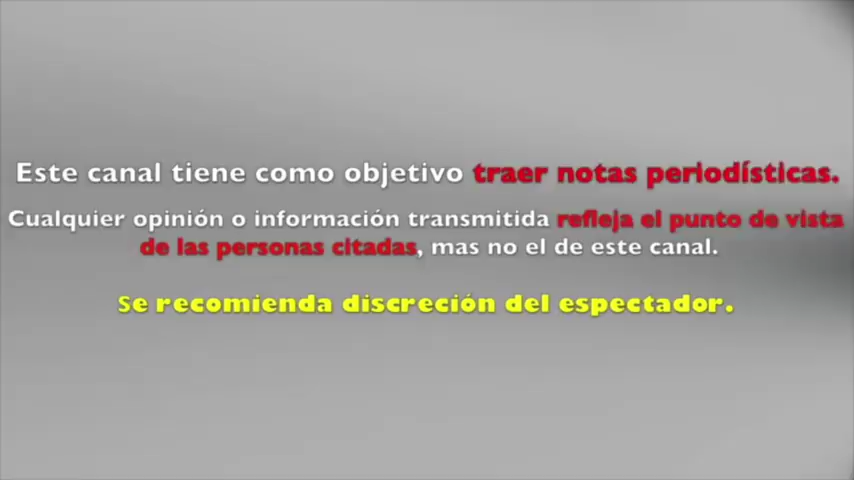 Este canal tiene como objetivo traer notas periodísticas.
Cualquier opinión o información transmitida refleja el punto de vista
de las personas citadas, mas no el de este canal.
Se recomienda discreción del espectador.